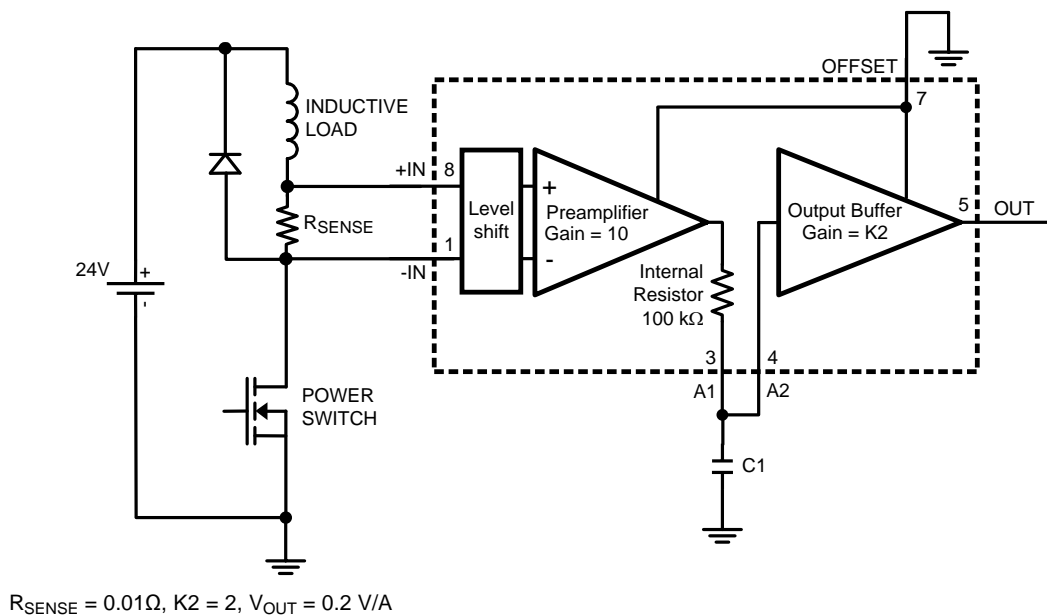 OFFSET
7
INDUCTIVE
LOAD
+IN
8
RSENSE
Level
shift
+
Preamplifier
Gain = 10
-
Output Buffer
Gain = K2
5
OUT
1
-IN
24V
+
-
Internal
Resistor
100 kΩ
3
4
A1
A2
POWER
SWITCH
C1
RSENSE = 0.01Ω, K2 = 2, VOUT = 0.2 V/A